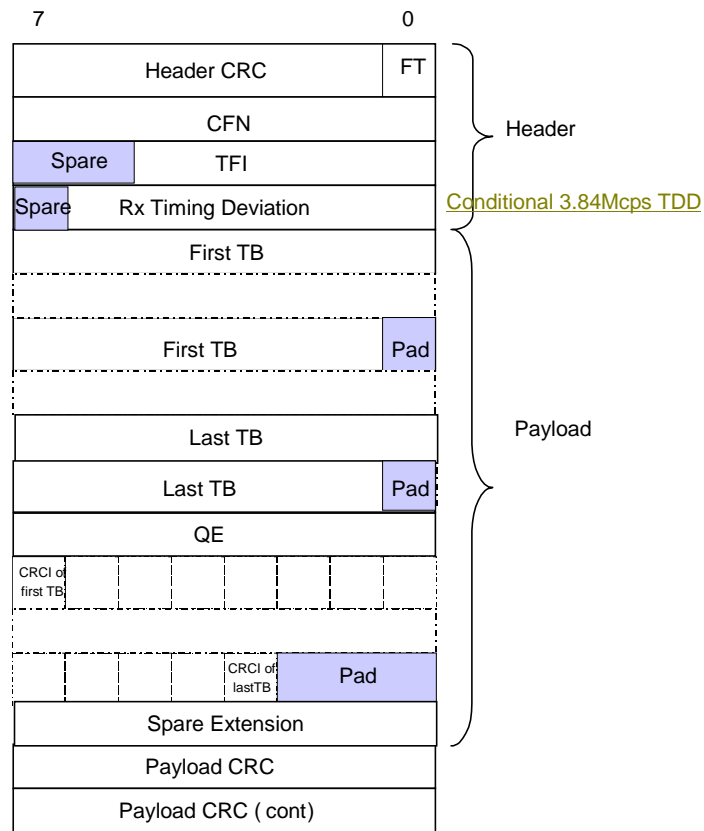 7 0
Header CRC FT
CFN
Header
Spare TFI
Spare Rx Timing Deviation Conditional 3.84Mcps TDD
First TB
First TB Pad
Payload
Last TB
Last TB Pad
QE
CRCI of
first TB
CRCI of
lastTB
Pad
Spare Extension
Payload CRC
Payload CRC ( cont)